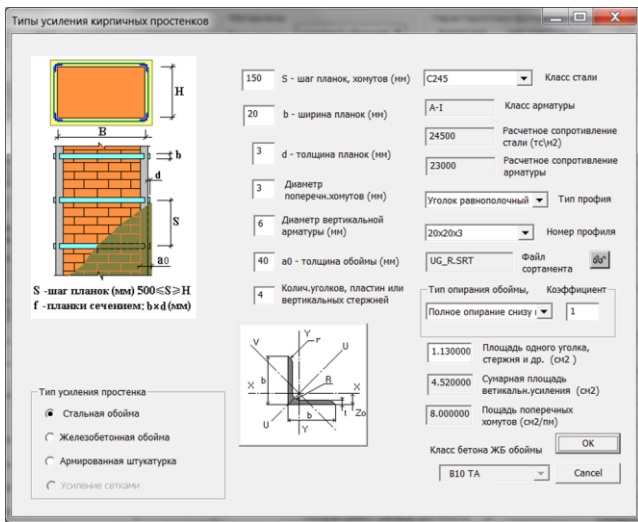 Типы усиления кирпичных простенков
H
B
b
d
S
a0
S -шаг планок (мм) 500≤S≥H
f -планки сечением; b×d (мм)
150 S - шаг планок, хомутов (мм)
20 b - ширина планок (мм)
3 d - толщина планок (мм)
3 Диаметр
поперечн.хомутов (мм)
6 Диаметр вертикальной
арматуры (мм)
40 a0 - толщина обоймы (мм)
4 Колич.уголков, пластин или
вертикальных стержней
V Y r U
X b R X
t Zo
U b Y
C245 Класс стали
A-I Класс арматуры
24500 Расчетное сопротивление
стали (тс\м2)
23000 Расчетное сопротивление
арматуры
Уголок равнополочный Тип профия
20x20x3 Номер профиля
UG_R.SRT Файл
сортамента
Тип опирания обоймы, Коэффициент
Полное опирание снизу 1
1.130000 Площадь одного уголка,
стержня и др. (см2 )
4.520000 Сумарная площадь
ветикальн.усиления (см2)
8.000000 Пощадь поперечных
хомутов (см2/пм)
Класс бетона ЖБ обоймы OK
B10 ТА Cancel
Тип усиления простенка
Стальная обойма
Железобетонная обойма
Армированная штукатурка
Усиление сетками